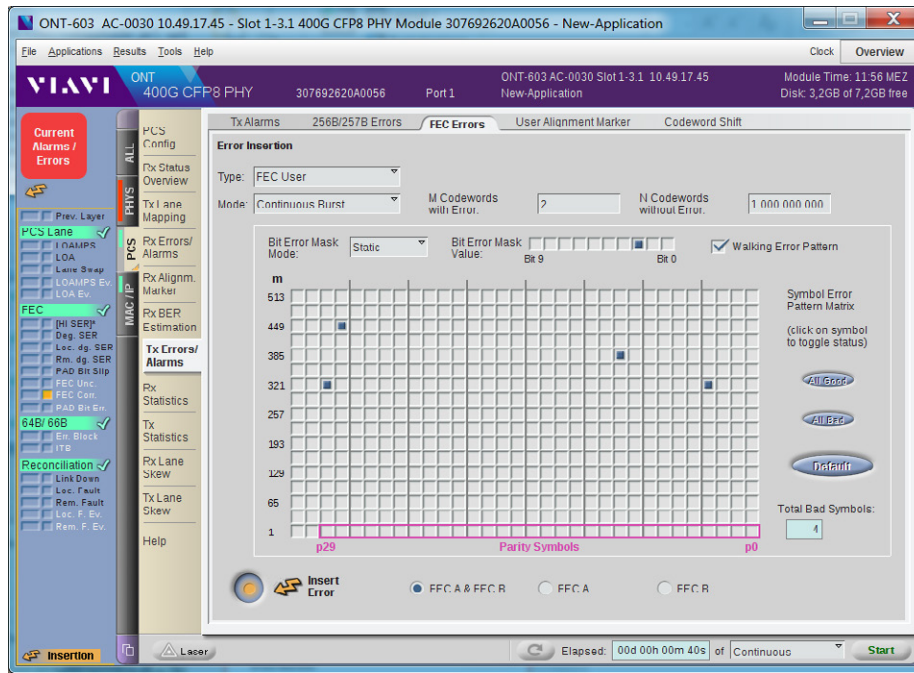 ONT-603 AC-0030 10.49.17.45 - Slot 1-3.1 400G CFP8 PHY Module 307692620A0056 - New-Application
File Applications Results Tools Help Clock Overview
VIAVI ONT 400G CFP8 PHY 307692620A0056 Port 1
ONT-603 AC-0030 Slot 1-3.1 10.49.17.45
New-Application
Module Time: 11:56 MEZ
Disk: 3,2GB of 7,2GB free
Current
Alarms /
Errors
Prev. Layer
PCS Lane
LOAMPS
LOA
Lane Swap
LOAMPS Ev.
LOA Ev.
FEC
[HI SER]*
Deg. SER
Loc. dg. SER
Rm. dg. SER
PAD Bit Slip
FEC Unc.
FEC Corr.
PAD Bit Err.
64B/66B
Err. Block
ITB
Reconciliation
Link Down
Loc. Fault
Rem. Fault
Loc. F. Ev.
Rem. F. Ev.
Insertion
ALL
PHYS
PCS
MAC / IP
PCS
Config
Rx Status
Overview
Tx Lane
Mapping
Rx Errors/
Alarms
Rx Alignm.
Marker
Rx BER
Estimation
Tx Errors/
Alarms
Rx
Statistics
Tx
Statistics
Rx Lane
Skew
Tx Lane
Skew
Help
Tx Alarms 256B/257B Errors FEC Errors User Alignment Marker Codeword Shift
Error Insertion
Type: FEC User
Mode: Continuous Burst
M Codewords
with Error.
2
N Codewords
without Error.
1 000 000 000
Bit Error Mask
Mode:
Static
Bit Error Mask
Value:
Bit 9 Bit 0
Walking Error Pattern
m
513
449
385
321
257
193
129
65
1
p29 Parity Symbols p0
Symbol Error
Pattern Matrix
(click on symbol
to toggle status)
All Good
All Bad
Default
Total Bad Symbols:
4
Insert
Error
FEC A & FEC B FEC A FEC B
Laser Elapsed: 00d 00h 00m 40s of Continuous Start